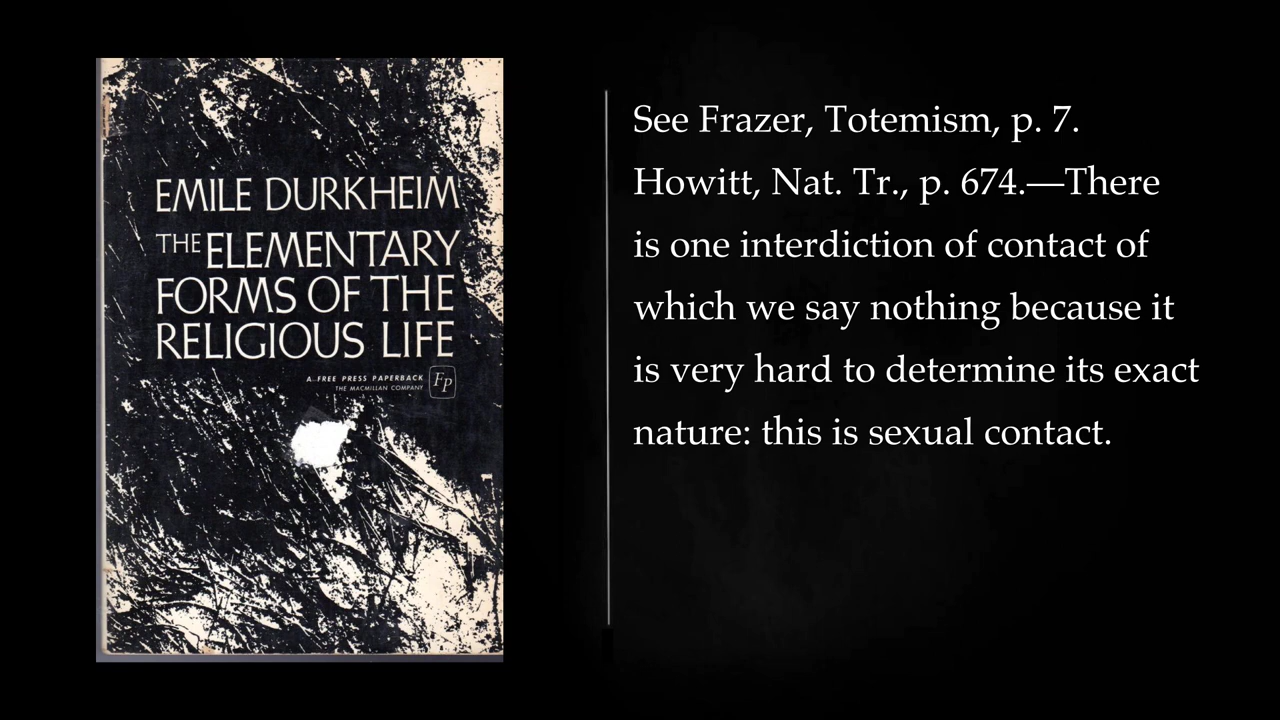 EMILE DURKHEIM
THE ELEMENTARY
FORMS OF THE
RELIGIOUS LIFE
A FREE PRESS PAPERBACK
THE MACMILLAN COMPANY
Fp
See Frazer, Totemism, p. 7.
Howitt, Nat. Tr., p. 674.—There
is one interdiction of contact of
which we say nothing because it
is very hard to determine its exact
nature: this is sexual contact.